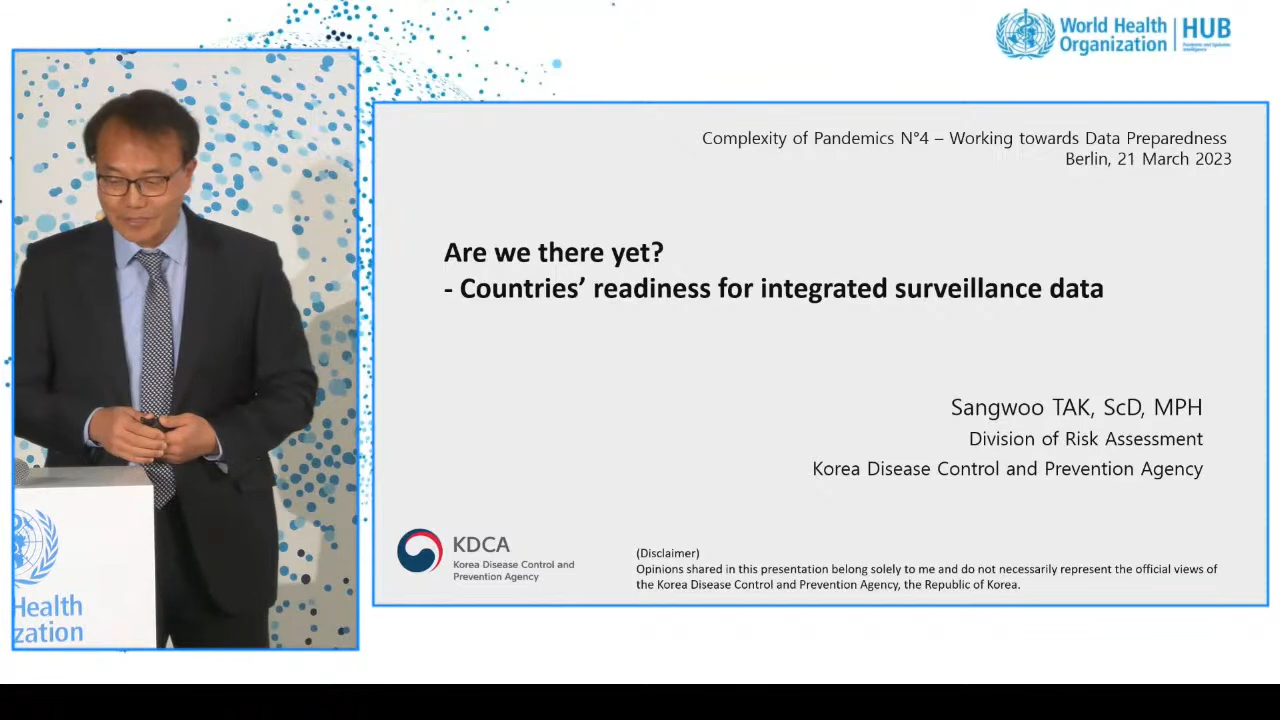 World Health
Organization
HUB
Pandemic and Epidemic
Intelligence
Complexity of Pandemics N°4 – Working towards Data Preparedness
Berlin, 21 March 2023
Are we there yet?
- Countries’ readiness for integrated surveillance data
Sangwoo TAK, ScD, MPH
Division of Risk Assessment
Korea Disease Control and Prevention Agency
KDCA
Korea Disease Control and
Prevention Agency
(Disclaimer)
Opinions shared in this presentation belong solely to me and do not necessarily represent the official views of
the Korea Disease Control and Prevention Agency, the Republic of Korea.
Health
zation